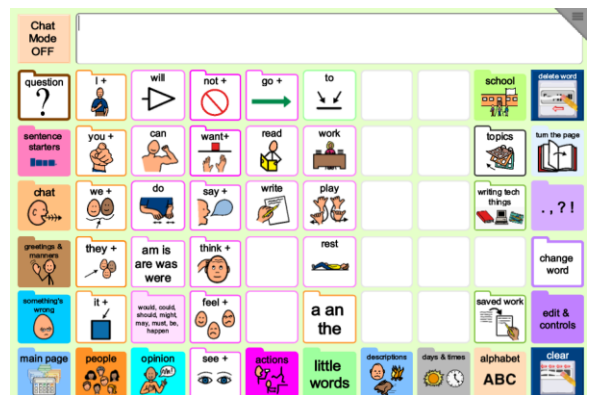 Chat
Mode
OFF
question
?
I +
will
not +
go +
to
school
delete word
sentence
starters
you +
can
want+
read
work
topics
turn the page
chat
we +
do
say +
write
play
writing tech
things
. , ? !
greetings &
manners
they +
am is
are was
were
think +
rest
change
word
something's
wrong
it +
would, could,
should, might,
may, must, be,
happen
feel +
a an
the
saved work
edit &
controls
main page
people
opinion
see +
actions
little
words
descriptions
days & times
alphabet
ABC
clear